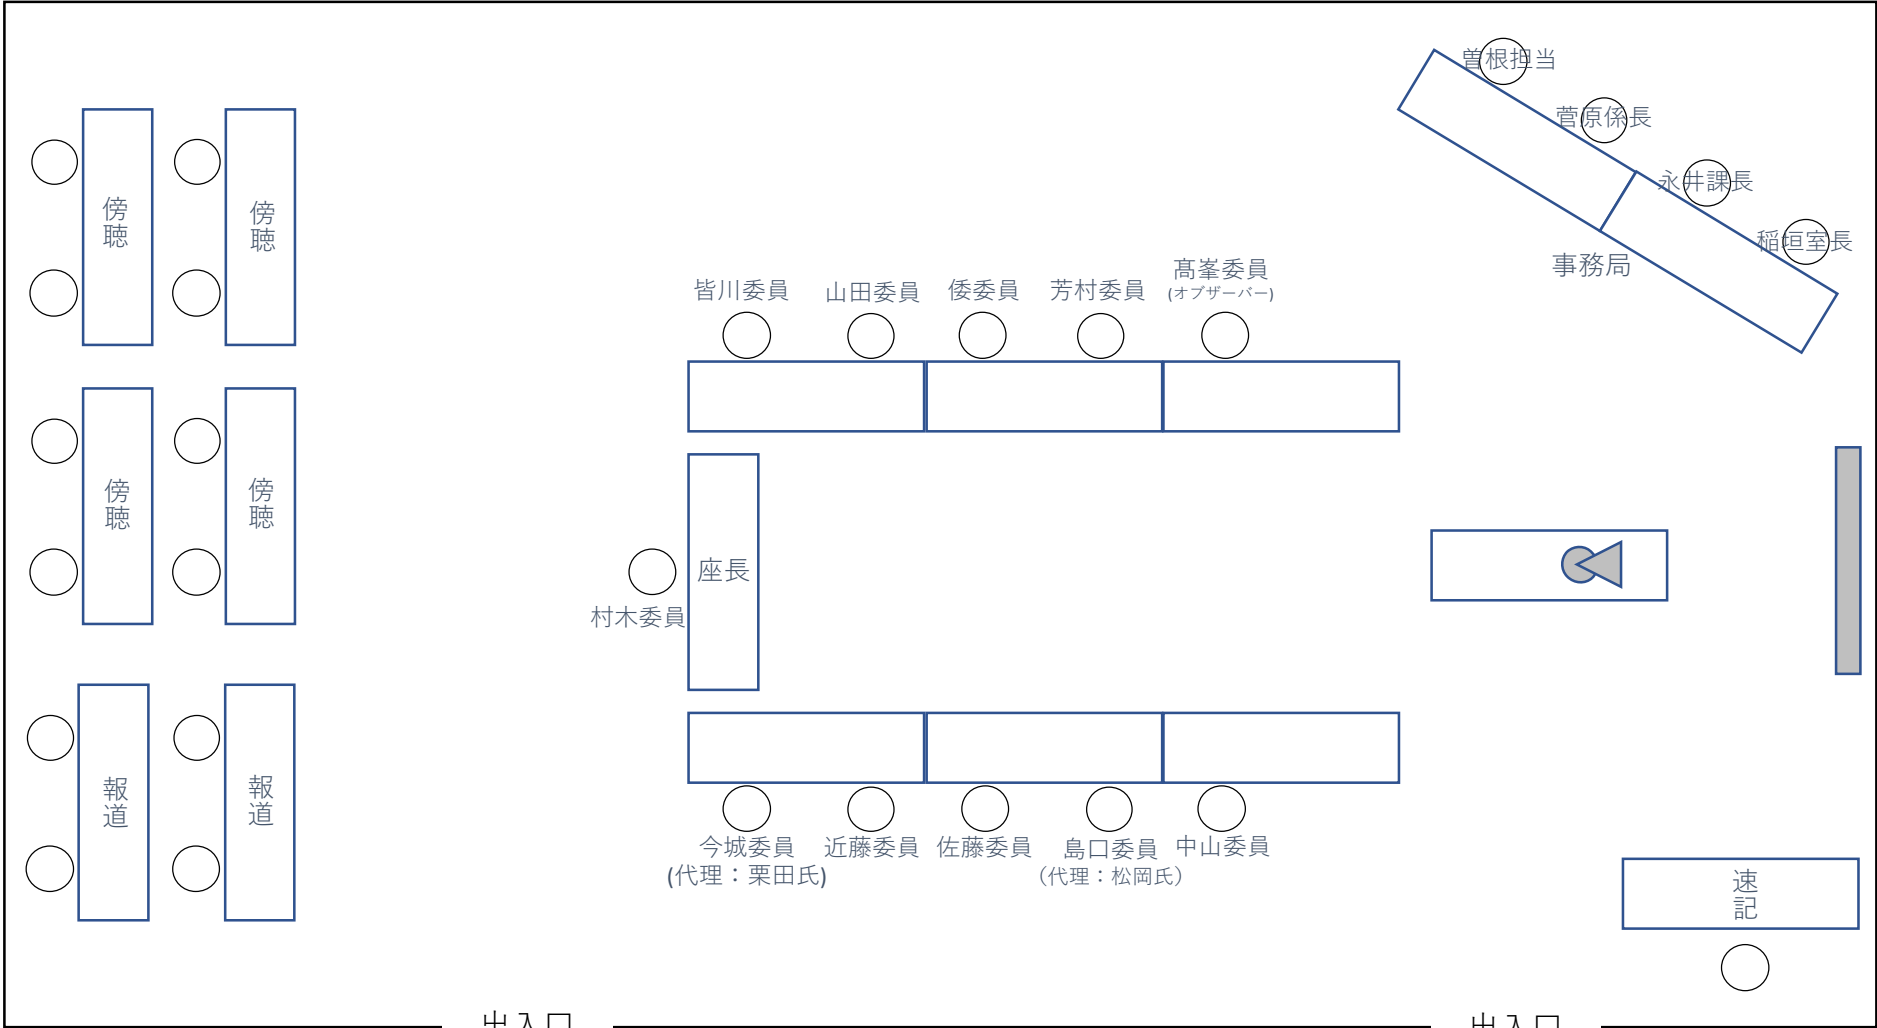 曽根担当
菅原係長
永井課長
稲垣室長
事務局
傍聴
傍聴
皆川委員
山田委員
倭委員
芳村委員
髙峯委員
(オブザーバー)
傍聴
傍聴
座長
村木委員
報道
報道
今城委員
(代理：栗田氏)
近藤委員
佐藤委員
島口委員
（代理：松岡氏）
中山委員
速記
出入口
出入口